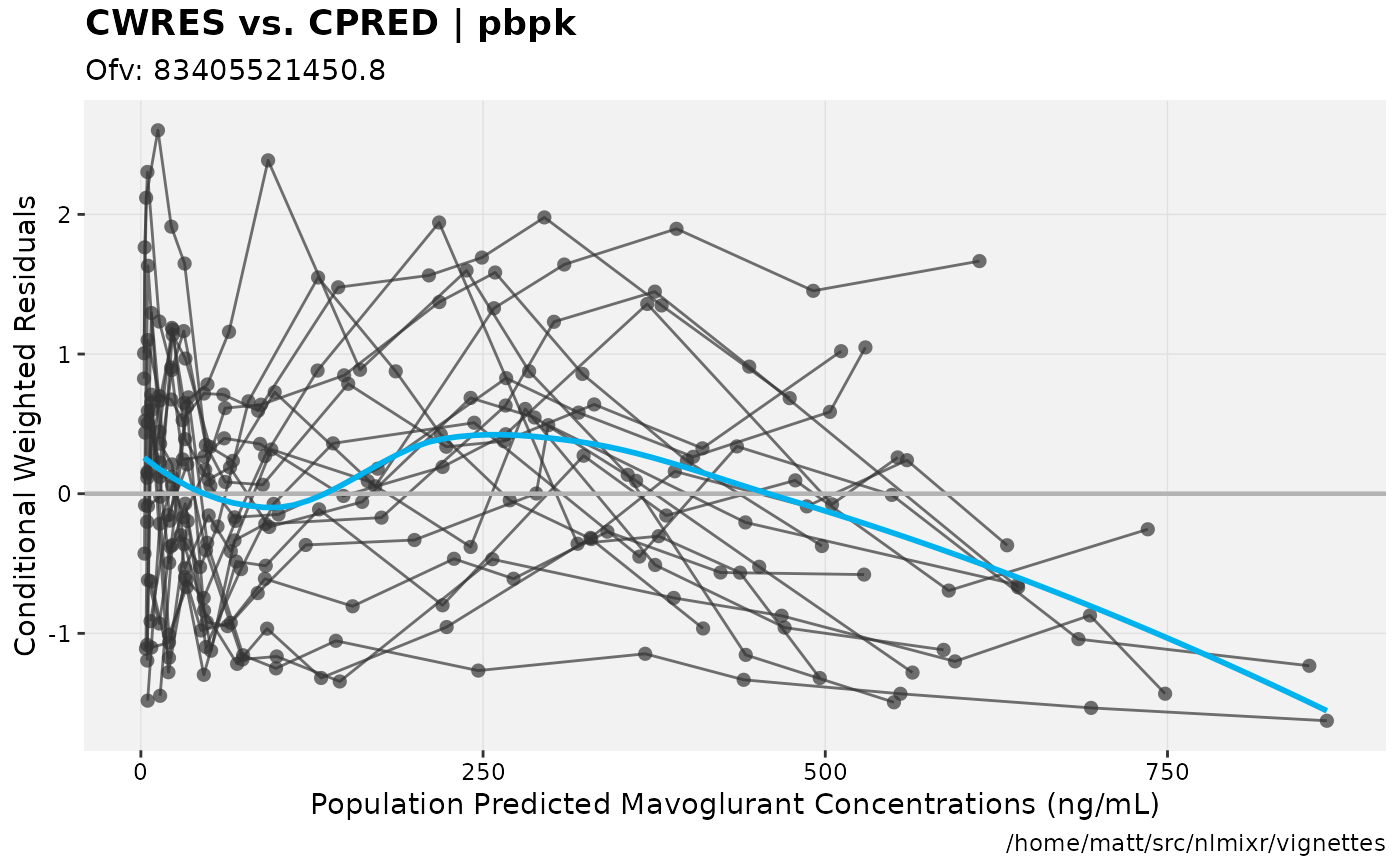 CWRES vs. CPRED | pbpk
Ofv: 83405521450.8
Conditional Weighted Residuals
2
1
0
-1
0
250
500
750
Population Predicted Mavoglurant Concentrations (ng/mL)
/home/matt/src/nlmixr/vignettes